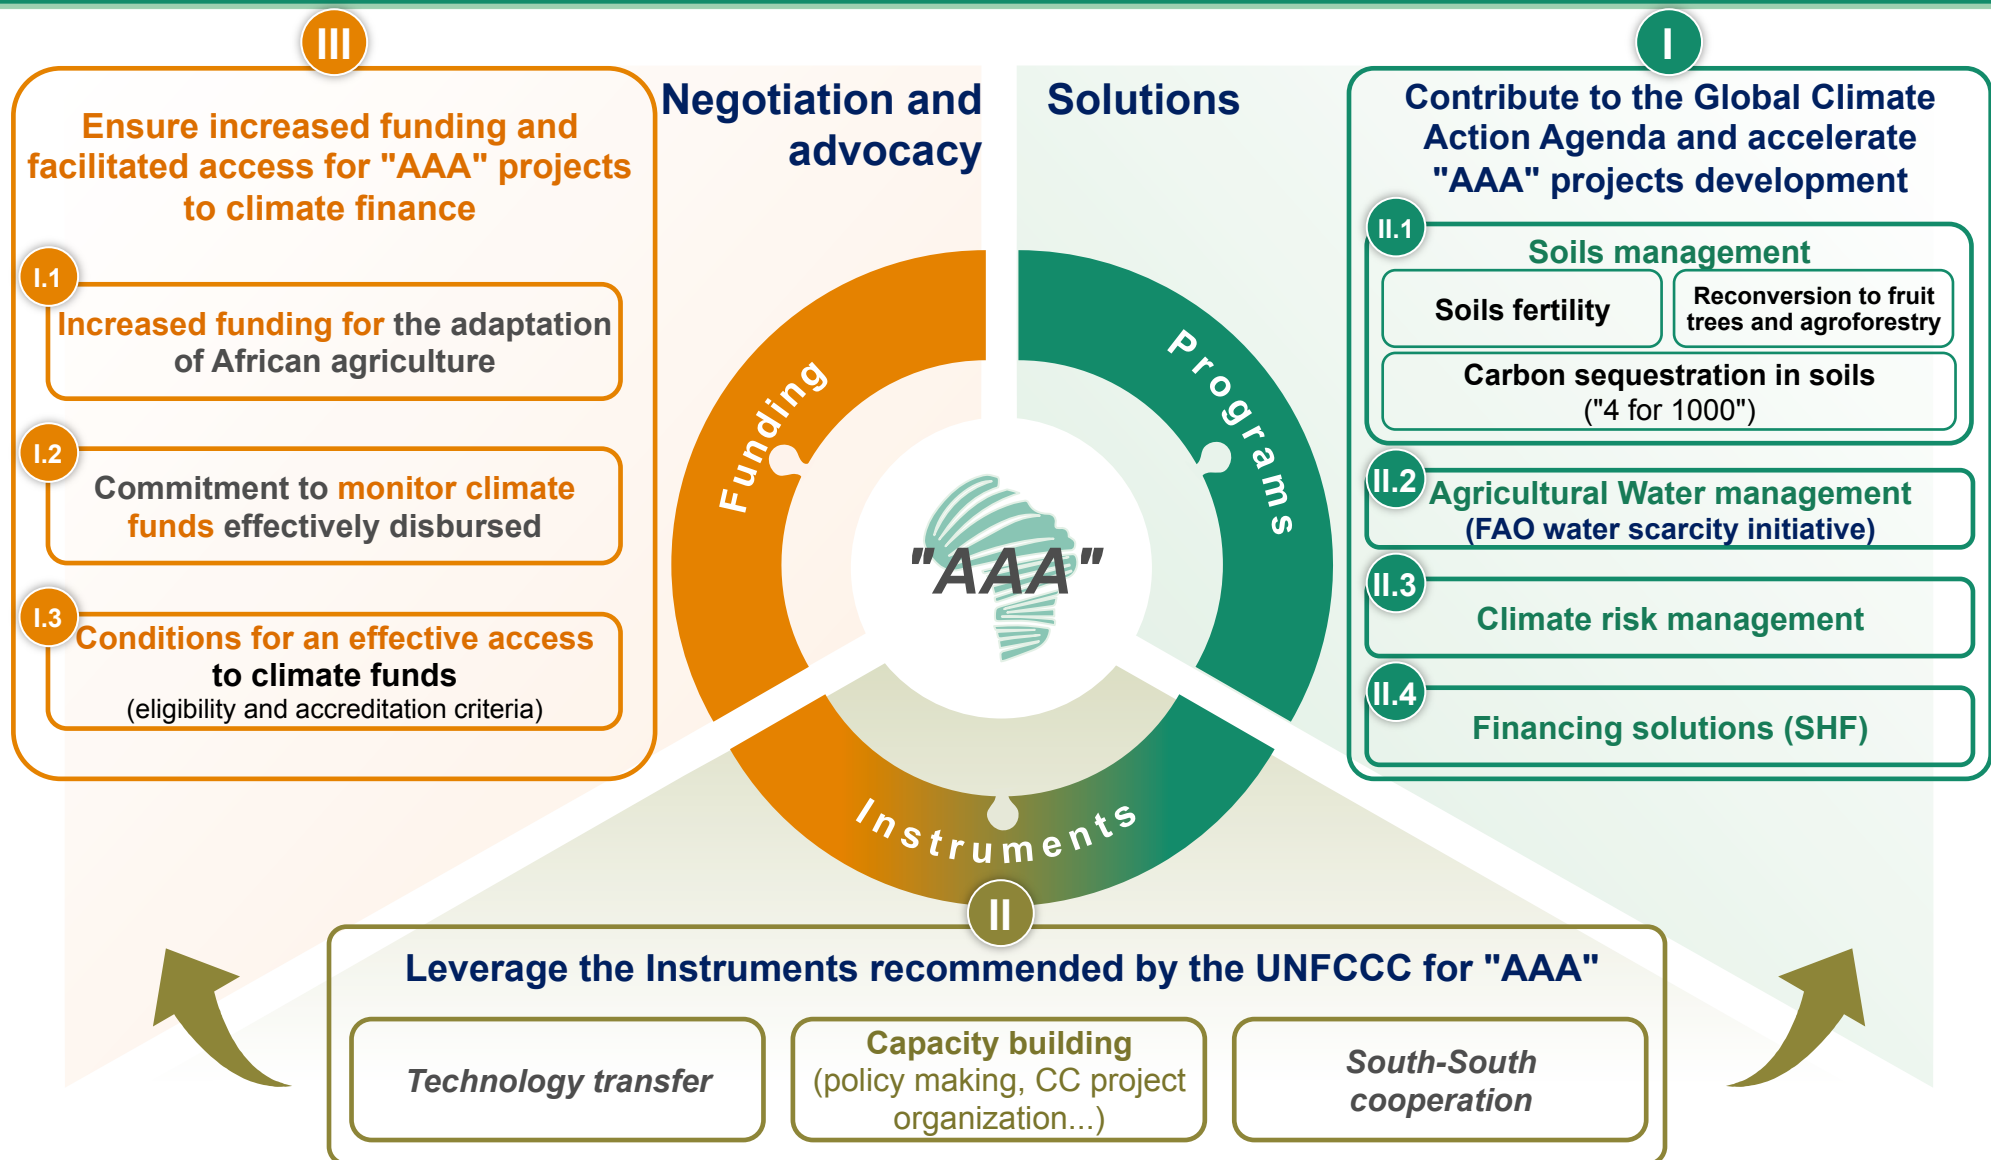 III
Ensure increased funding and
facilitated access for "AAA" projects
to climate finance
I.1
Increased funding for the adaptation
of African agriculture
I.2
Commitment to monitor climate
funds effectively disbursed
I.3
Conditions for an effective access
to climate funds
(eligibility and accreditation criteria)
Negotiation and
advocacy
Solutions
Funding
Programs
Instruments
"AAA"
I
Contribute to the Global Climate
Action Agenda and accelerate
"AAA" projects development
II.1
Soils management
Soils fertility
Reconversion to fruit
trees and agroforestry
Carbon sequestration in soils
("4 for 1000")
II.2
Agricultural Water management
(FAO water scarcity initiative)
II.3
Climate risk management
II.4
Financing solutions (SHF)
II
Leverage the Instruments recommended by the UNFCCC for "AAA"
Technology transfer
Capacity building
(policy making, CC project
organization...)
South-South
cooperation